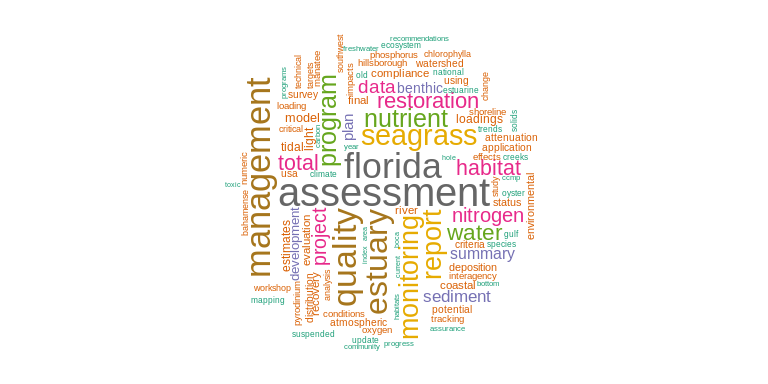 recommendations
freshwater
ecosystem
southwest
phosphorus
chlorophylla
technical
targets
manatee
hillsborough
watershed
impacts
old
compliance
national
programs
survey
data
benthic
using
estuarine
change
management
loading
program
final
restoration
shoreline
model
plan
nutrient
loadings
solids
critical
light
carbon
seagrass
trends
attenuation
tidal
year
application
numeric
total
florida
hole
effects
creeks
usa
climate
habitat
toxic
assessment
study
ccmp
oyster
status
environmental
bahamense
project
quality
estuary
river
monitoring
report
nitrogen
estimates
development
evaluation
area
index
boca
current
water
gulf
criteria
species
summary
deposition
interagency
workshop
mapping
pyrodinium
distribution
recovery
analysis
habitats
sediment
coastal
bottom
potential
tracking
assurance
conditions
atmospheric
oxygen
suspended
update
community
progress